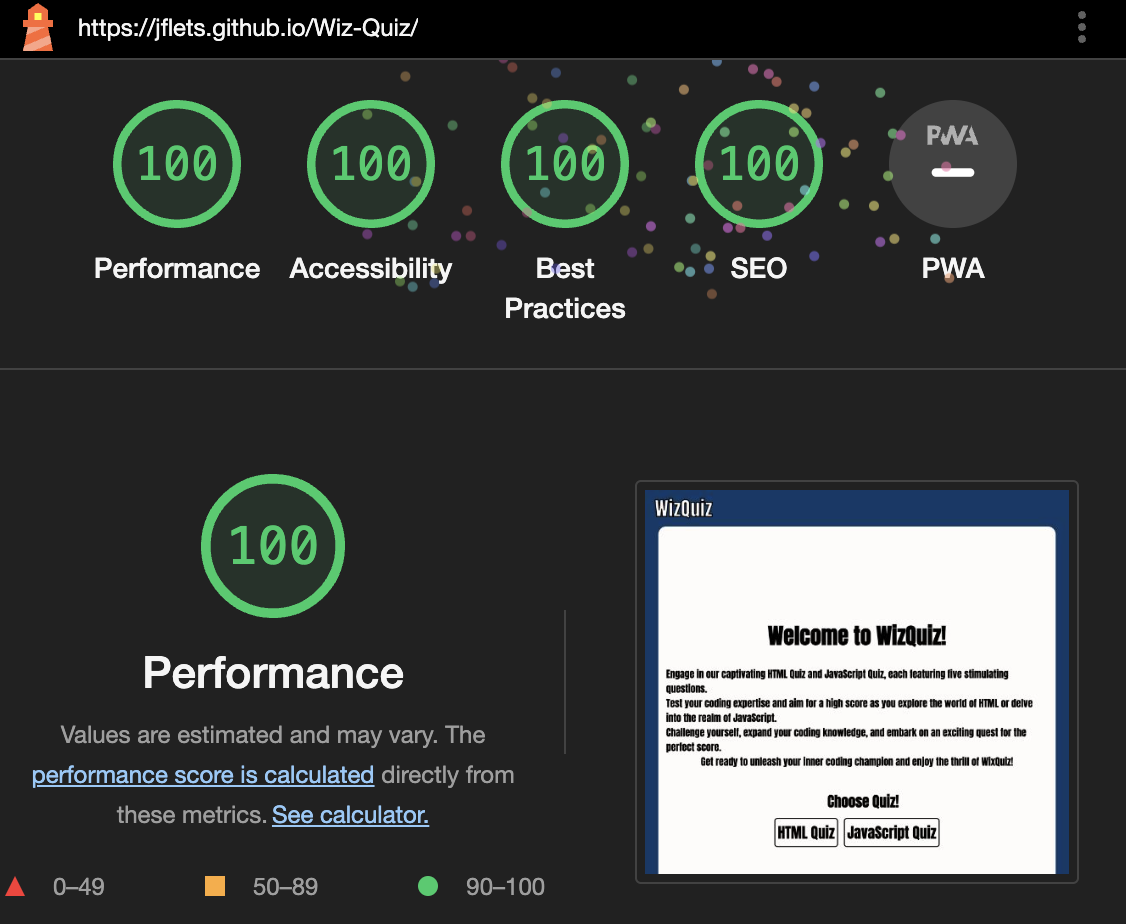 https://jflets.github.io/Wiz-Quiz/
100 100 100 100 PWA
Performance Accessibility Best Practices SEO PWA
100
Performance
Values are estimated and may vary. The
performance score is calculated directly from
these metrics. See calculator.
0–49 50–89 90–100
WizQuiz
Welcome to WizQuiz!
Engage in our captivating HTML Quiz and JavaScript Quiz, each featuring five stimulating
questions.
Test your coding expertise and aim for a high score as you explore the world of HTML or delve
into the realm of JavaScript.
Challenge yourself, expand your coding knowledge, and embark on an exciting quest for the
perfect score.
Get ready to unleash your inner coding champion and enjoy the thrill of WizQuiz!
Choose Quiz!
HTML Quiz JavaScript Quiz